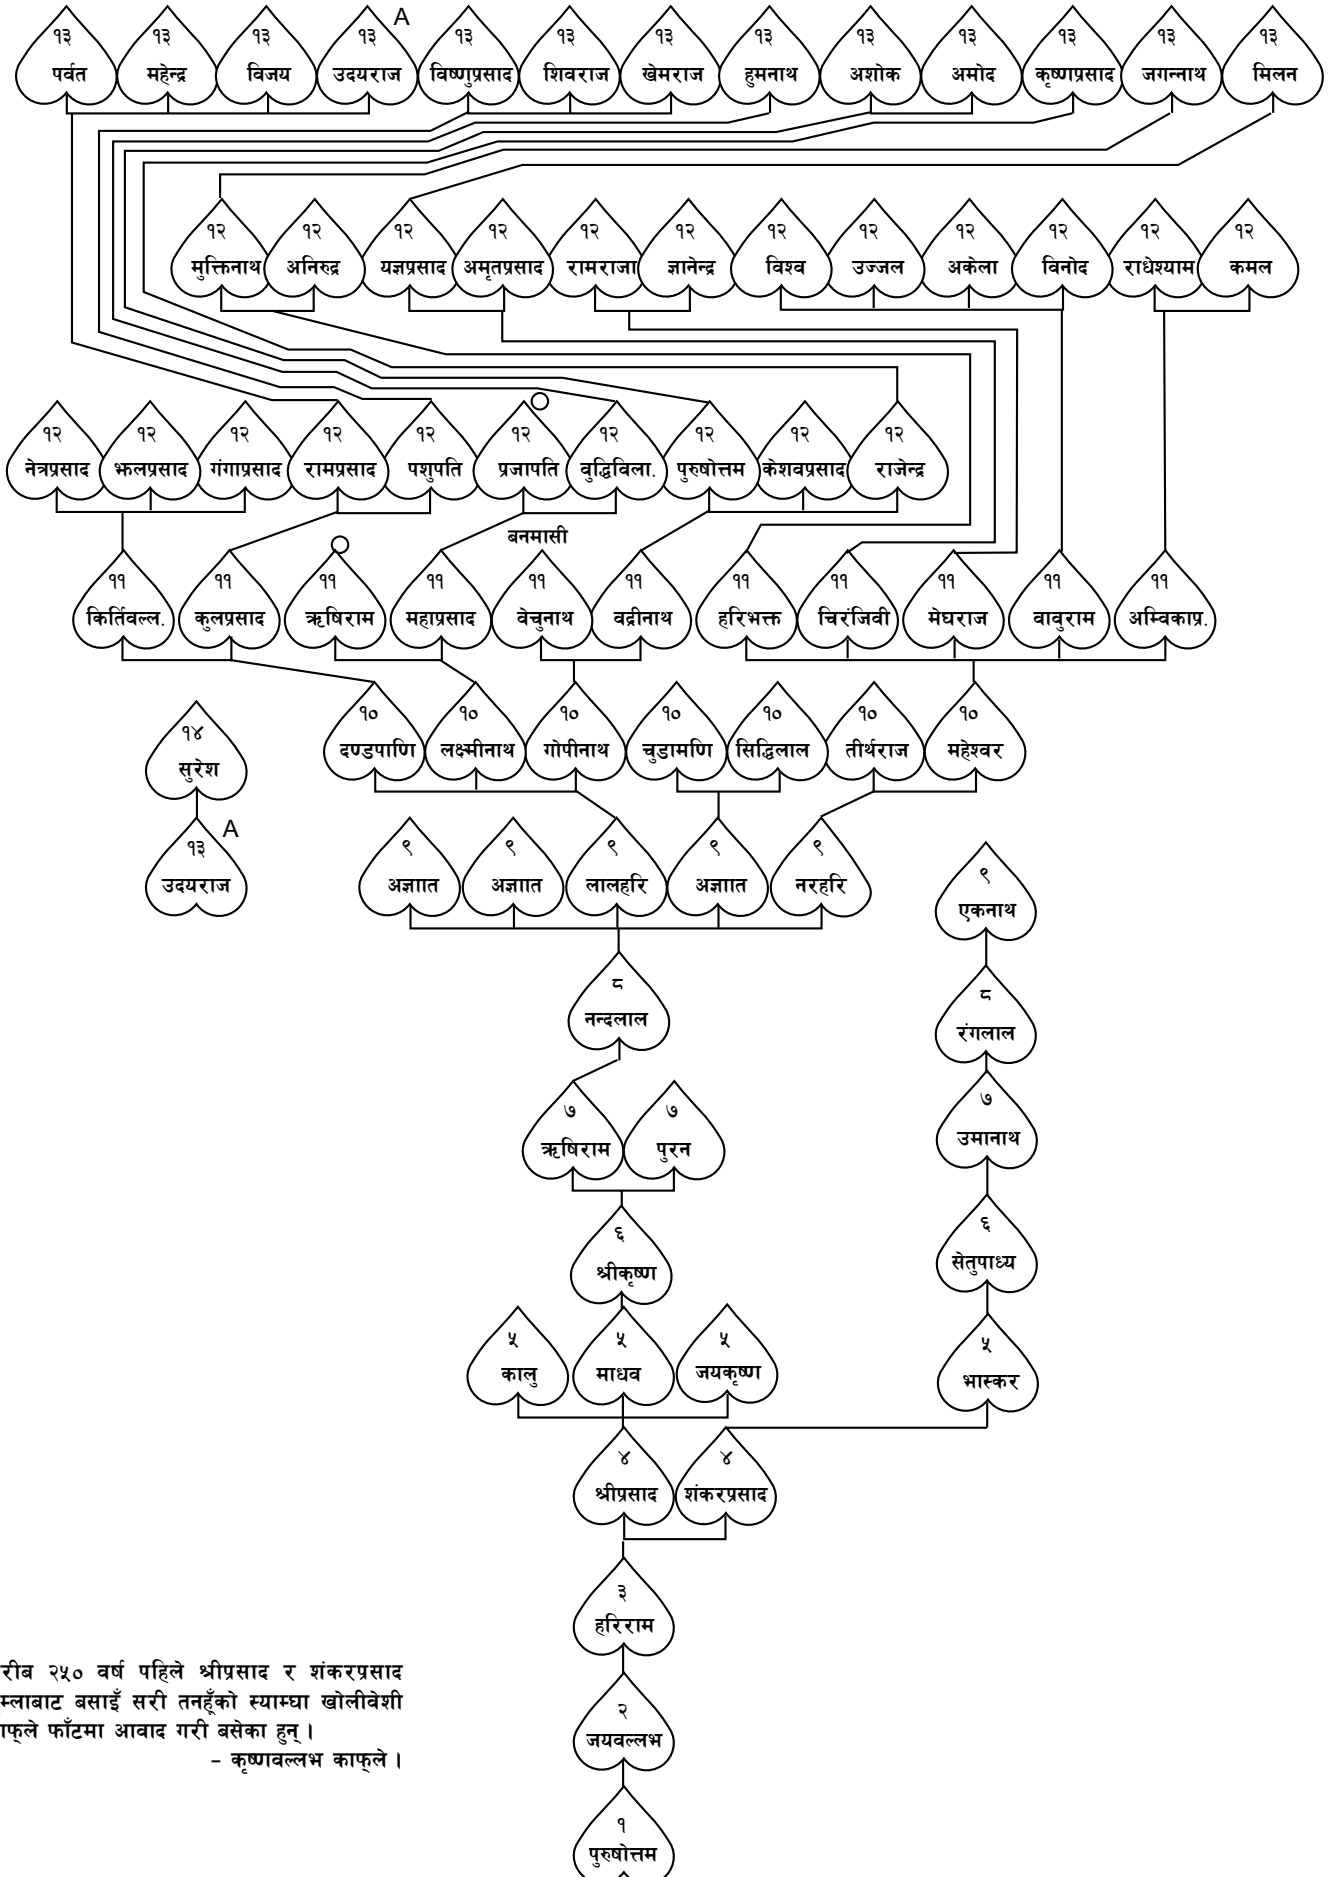 १३ १३ १३ १३ A १३ १३ १३ १३ १३ १३ १३ १३ १३
पर्वत महेन्द्र विजय उदयराज विष्णुप्रसाद शिवराज खेमराज हुमनाथ अशोक अमोद कृष्णप्रसाद जगन्नाथ मिलन
१२ १२ १२ १२ १२ १२ १२ १२ १२ १२ १२ १२
मुक्तिनाथ अनिरुद्र यज्ञप्रसाद अमृतप्रसाद रामराजा ज्ञानेन्द्र विश्व उज्जल अकेला विनोद राधेश्याम कमल
१२ १२ १२ १२ १२ १२ १२ १२ १२ १२
नेत्रप्रसाद झलप्रसाद गंगाप्रसाद रामप्रसाद पशुपति प्रजापति वुद्धिविला. पुरुषोत्तम केशवप्रसाद राजेन्द्र
बनमासी
११ ११ ११ ११ ११ ११ ११ ११ ११ ११ ११
किर्तिवल्ल. कुलप्रसाद ऋषिराम महाप्रसाद वेचुनाथ वद्रीनाथ हरिभक्त चिरंजिवी मेघराज वावुराम अम्विकाप्र.
१० १० १० १० १० १० १०
दण्डपाणि लक्ष्मीनाथ गोपीनाथ चुडामणि सिद्धिलाल तीर्थराज महेश्वर
१४
सुरेश
९ ९ ९ ९ ९
अज्ञाात अज्ञाात लालहरि अज्ञाात नरहरि
१३ A
उदयराज
९
एकनाथ
८
नन्दलाल
८
रंगलाल
७ ७
ऋषिराम पुरन
७
उमानाथ
६
श्रीकृष्ण
६
सेतुपाध्य
५ ५ ५
कालु माधव जयकृष्ण
५
भास्कर
४ ४
श्रीप्रसाद शंकरप्रसाद
३
हरिराम
२
जयवल्लभ
१
पुरुषोत्तम
रीब २५० वर्ष पहिले श्रीप्रसाद र शंकरप्रसाद
म्लाबाट बसाइँ सरी तनहूँको स्याम्घा खोलीवेशी
ाफ्ले फाँटमा आवाद गरी बसेका हुन् ।
– कृष्णवल्लभ काफ्ले ।